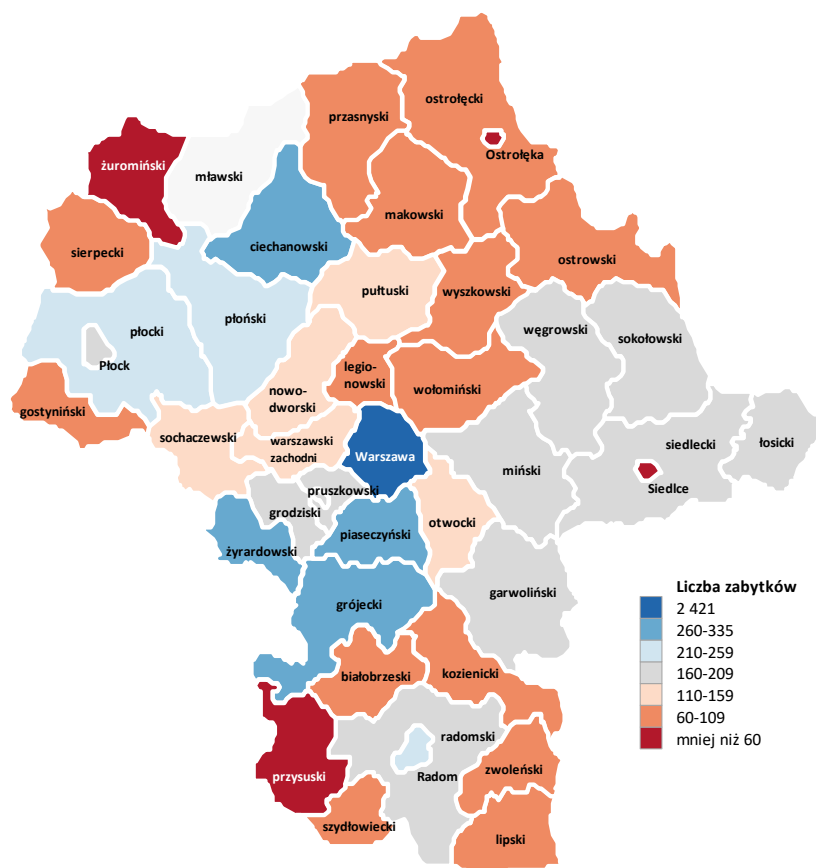 ostrołęcki
przasnyski
Ostrołęka
żuromiński
mławski
makowski
sierpecki
ciechanowski
ostrowski
pułtuski
wyszkowski
płocki
płoński
węgrowski
sokołowski
Płock
legio-
nowski
nowo-
dworski
wołomiński
gostyniński
sochaczewski
warszawski
zachodni
Warszawa
siedlecki
łosicki
miński
Siedlce
pruszkowski
grodziski
otwocki
piaseczyński
żyrardowski
garwoliński
grójecki
białobrzeski
kozienicki
radomski
przysuski
Radom
zwoleński
szydłowiecki
lipski
Liczba zabytków
2 421
260-335
210-259
160-209
110-159
60-109
mniej niż 60